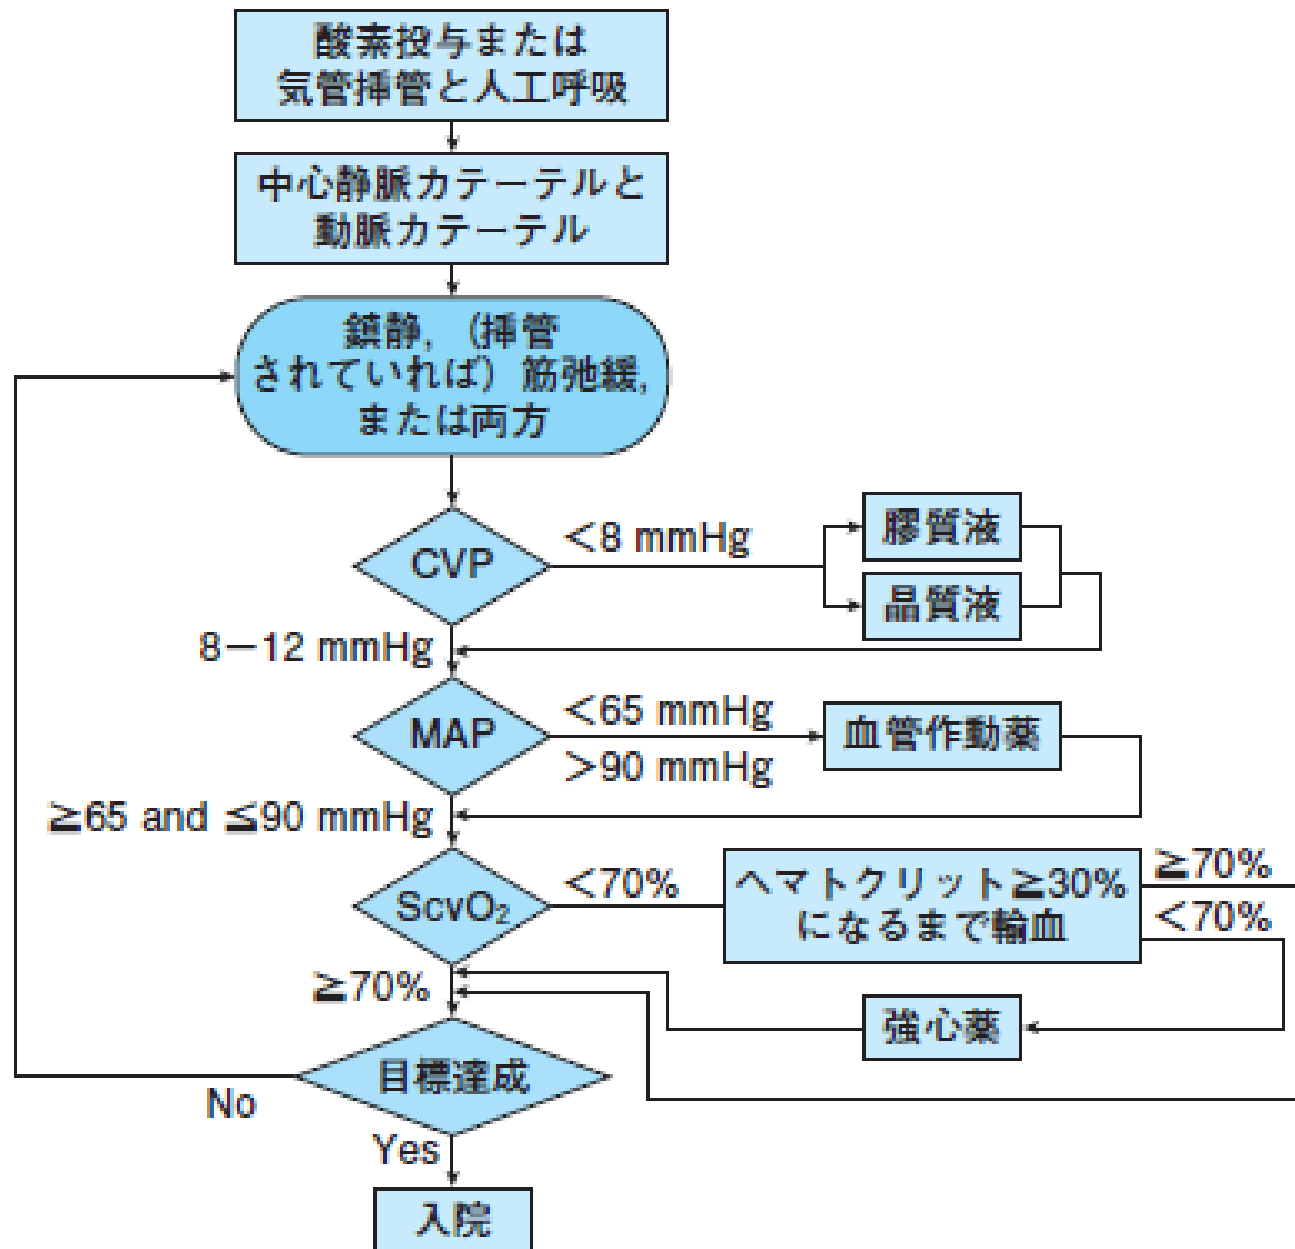 酸素投与または
気管挿管と人工呼吸
中心静脈カテーテルと
動脈カテーテル
鎮静,（挿管
されていれば）筋弛緩,
または両方
CVP
<8 mmHg
膠質液
晶質液
8－12 mmHg
MAP
<65 mmHg
>90 mmHg
血管作動薬
≧65 and ≦90 mmHg
ScvO₂
<70%
ヘマトクリット≧30%
になるまで輸血
≧70%
<70%
≧70%
強心薬
目標達成
No
Yes
入院